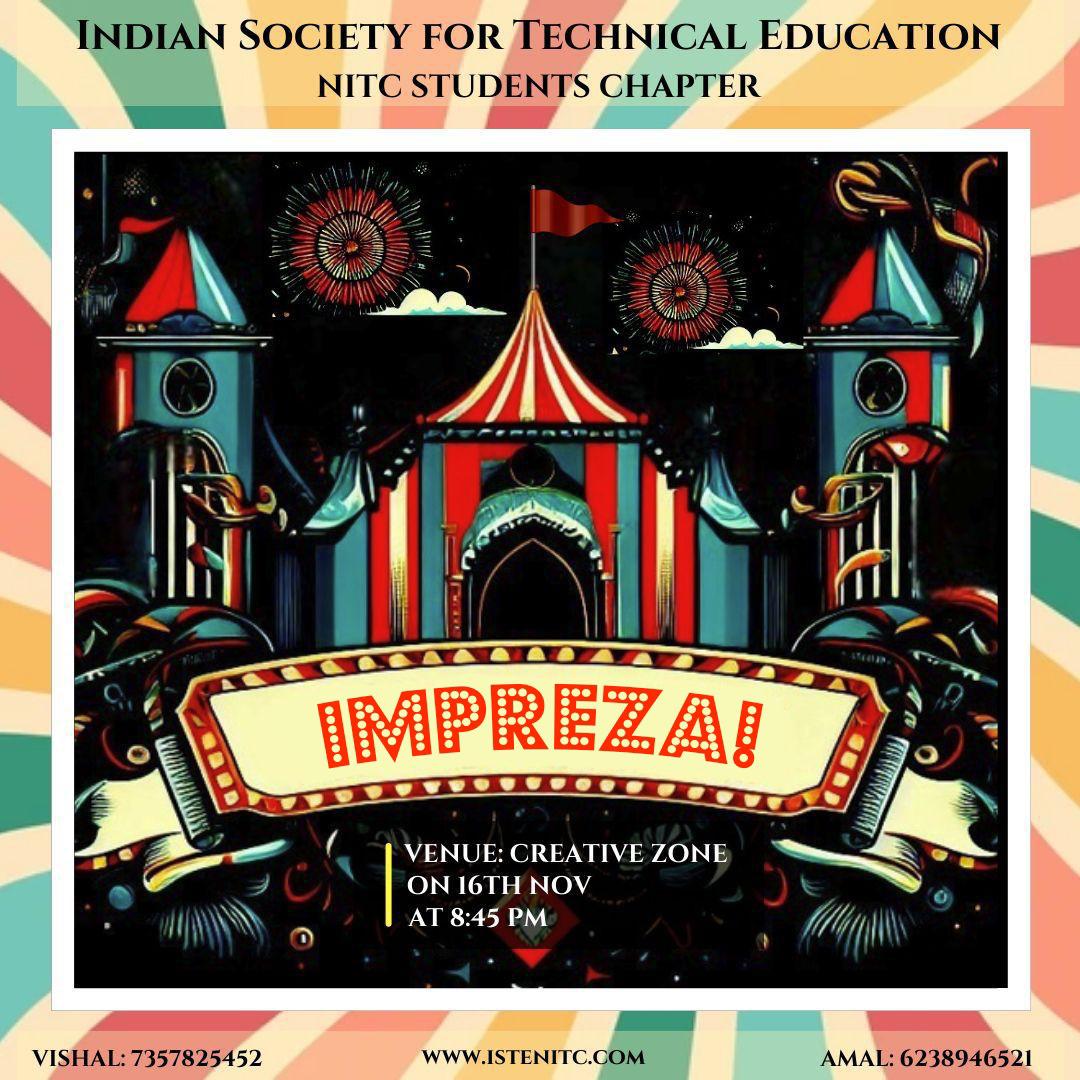 Indian Society for Technical Education
NITC STUDENTS CHAPTER
IMPREZA!
VENUE: CREATIVE ZONE
ON 16TH NOV
AT 8:45 PM
VISHAL: 7357825452 WWW.ISTENITC.COM AMAL: 6238946521